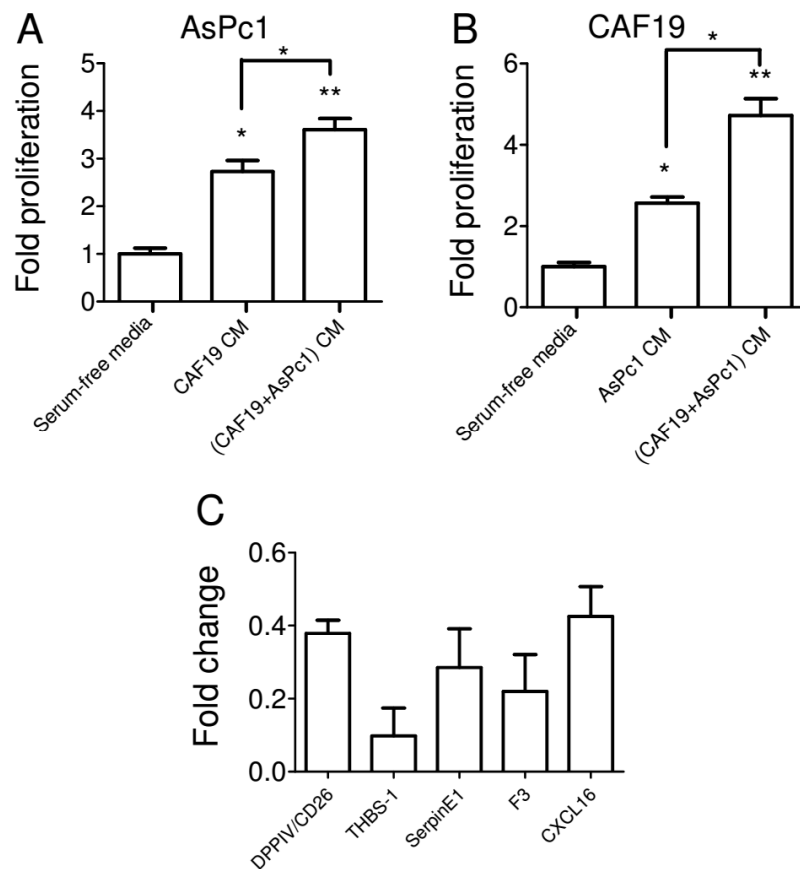 A
AsPc1
Fold proliferation
5
4
3
2
1
0
*
*
**
Serum-free media
CAF19 CM
(CAF19+AsPc1) CM
B
CAF19
Fold proliferation
6
4
2
0
*
*
**
Serum-free media
AsPc1 CM
(CAF19+AsPc1) CM
C
Fold change
0.6
0.4
0.2
0.0
DPPIV/CD26
THBS-1
SerpinE1
F3
CXCL16